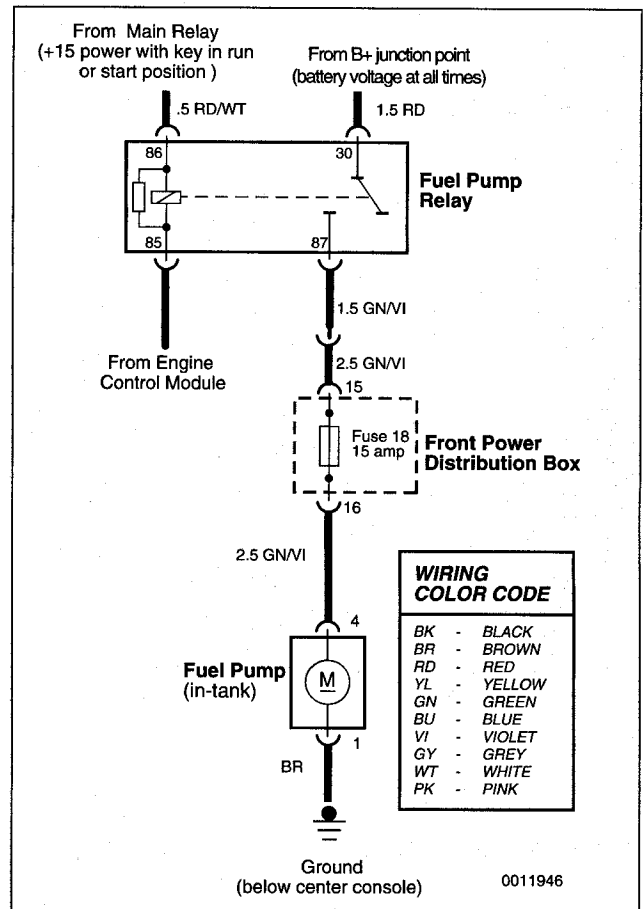 From Main Relay
(+15 power with key in run
or start position )
From B+ junction point
(battery voltage at all times)
.5 RD/WT
1.5 RD
86
30
Fuel Pump
Relay
85
87
1.5 GN/VI
From Engine
Control Module
2.5 GN/VI
15
Fuse 18
15 amp
Front Power
Distribution Box
16
2.5 GN/VI
4
Fuel Pump
(in-tank)
M
1
BR
Ground
(below center console)
WIRING
COLOR CODE
BK - BLACK
BR - BROWN
RD - RED
YL - YELLOW
GN - GREEN
BU - BLUE
VI - VIOLET
GY - GREY
WT - WHITE
PK - PINK
0011946